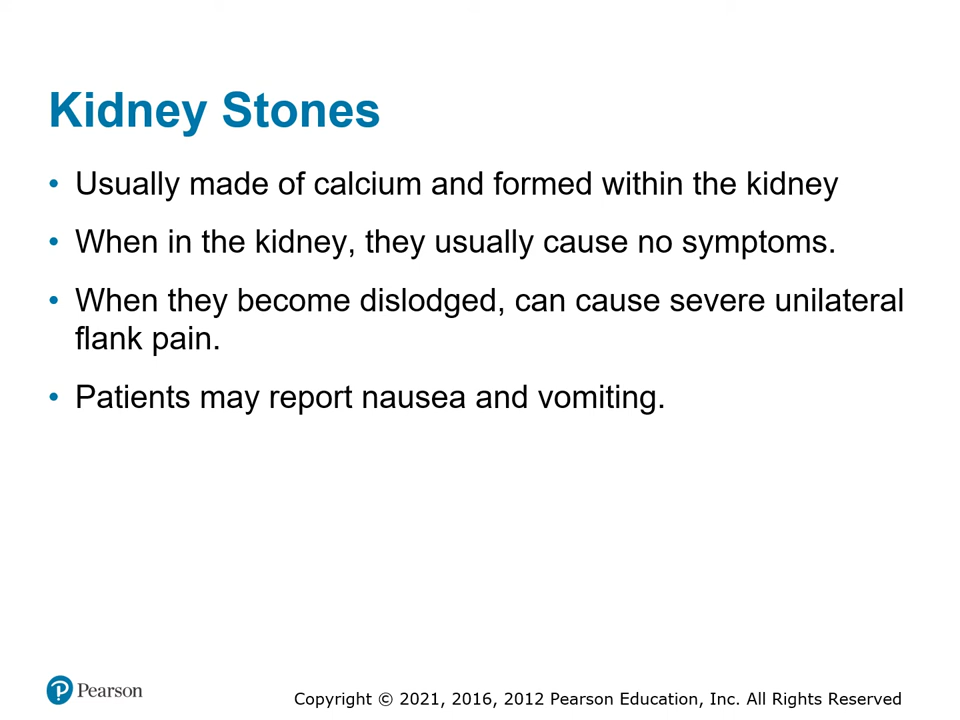 Kidney Stones
• Usually made of calcium and formed within the kidney
• When in the kidney, they usually cause no symptoms.
• When they become dislodged, can cause severe unilateral
flank pain.
• Patients may report nausea and vomiting.
P Pearson
Copyright © 2021, 2016, 2012 Pearson Education, Inc. All Rights Reserved